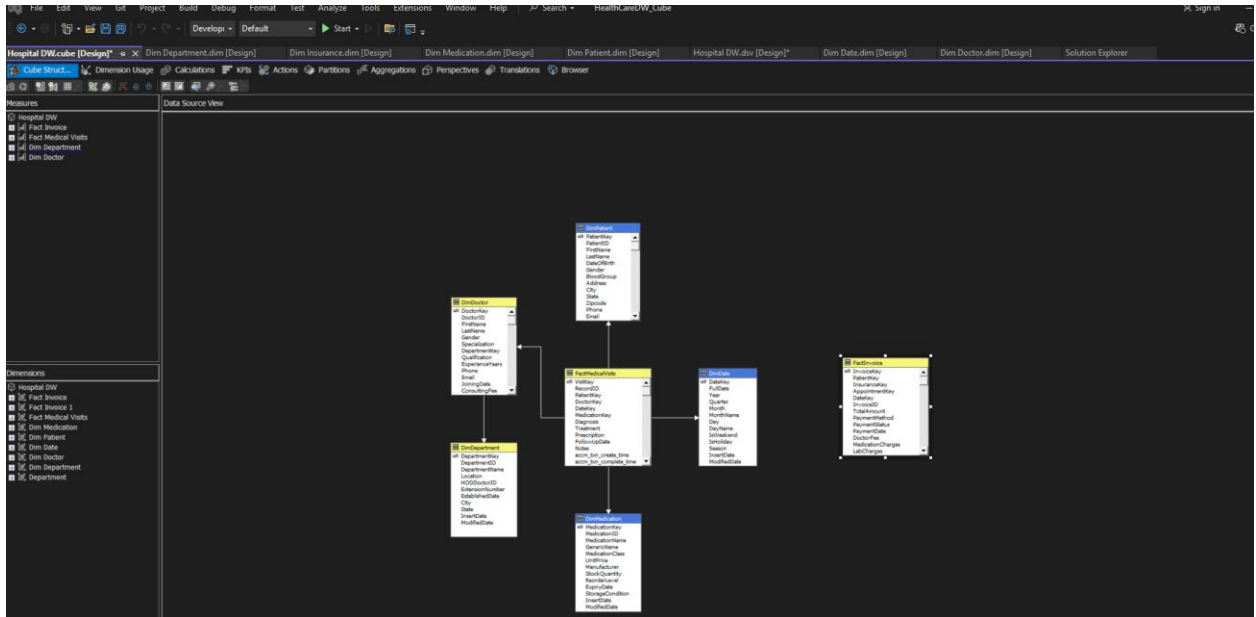 File Edit View Git Project Build Debug Format Test Analyze Tools Extensions Window Help Search HealthCareDW_Cube Sign in
Develop Default Start
Hospital DW.cube [Design]* Dim Department.dim [Design] Dim Insurance.dim [Design] Dim Medication.dim [Design] Dim Patient.dim [Design] Hospital DW.dsv [Design]* Dim Date.dim [Design] Dim Doctor.dim [Design] Solution Explorer
Cube Struct... Dimension Usage Calculations KPIs Actions Partitions Aggregations Perspectives Translations Browser
Measures
Hospital DW
Fact Invoice
Fact Medical Visits
Dim Department
Dim Doctor
Data Source View
DimPatient
PatientKey
PatientID
FirstName
LastName
DateOfBirth
Gender
BloodGroup
Address
City
State
Zipcode
Phone
Email
DimDoctor
DoctorKey
DoctorID
FirstName
LastName
Gender
Specialisation
DepartmentKey
Qualification
ExperienceYears
Phone
Email
JoiningDate
ConsultingFee
FactMedicalVisits
VisitKey
RecordID
PatientKey
DoctorKey
DateKey
MedicationKey
Diagnosis
Treatment
Prescription
FollowUpDate
Notes
accm_txn_create_time
accm_txn_complete_time
DimDate
DateKey
FullDate
Year
Quarter
Month
MonthName
Day
DayName
IsWeekend
IsHoliday
Season
InsertDate
ModifiedDate
FactInvoice
InvoiceKey
PatientKey
InsuranceKey
AppointmentKey
DateKey
InvoiceID
TotalAmount
PaymentMethod
PaymentStatus
PaymentDate
DoctorFee
MedicationCharges
LabCharges
Dimensions
Hospital DW
Fact Invoice
Fact Invoice 1
Fact Medical Visits
Dim Medication
Dim Patient
Dim Date
Dim Doctor
Dim Department
Department
DimDepartment
DepartmentKey
DepartmentID
DepartmentName
Location
HODDoctorID
ExtensionNumber
EstablishedDate
City
State
InsertDate
ModifiedDate
DimMedication
MedicationKey
MedicationID
MedicationName
GenericName
MedicationClass
UnitPrice
Manufacturer
StockQuantity
ReorderLevel
ExpiryDate
StorageCondition
InsertDate
ModifiedDate